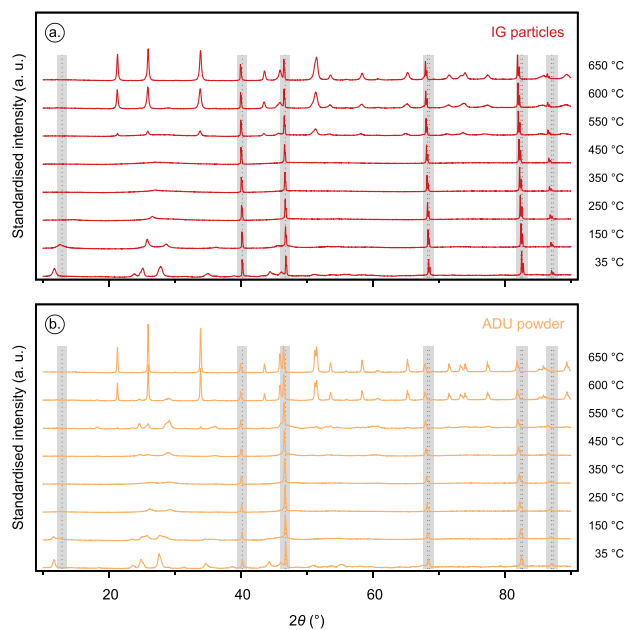 a.
IG particles
Standardised intensity (a. u.)
650 °C
600 °C
550 °C
450 °C
350 °C
250 °C
150 °C
35 °C
b.
ADU powder
Standardised intensity (a. u.)
650 °C
600 °C
550 °C
450 °C
350 °C
250 °C
150 °C
35 °C
20 40 60 80
2θ (°)